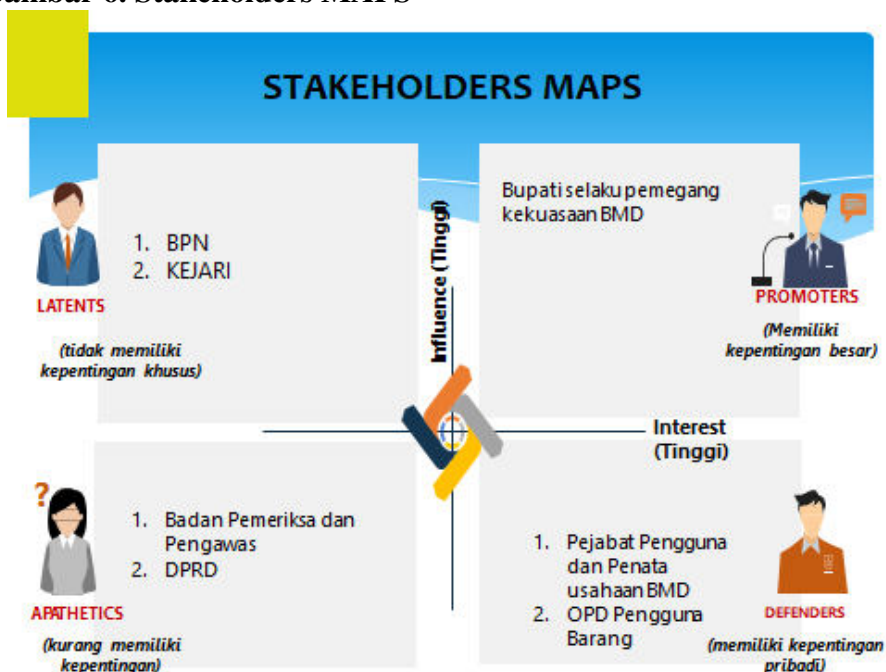 STAKEHOLDERS MAPS
1. BPN
2. KEJARI
LATENTS
(tidak memiliki
kepentingan khusus)
Influence (Tinggi)
Bupati selaku pemegang
kekuasaan BMD
PROMOTERS
(Memiliki
kepentingan besar)
Interest
(Tinggi)
?
1. Badan Pemeriksa dan
Pengawas
2. DPRD
APATHETICS
(kurang memiliki
kepentingan)
1. Pejabat Pengguna
dan Penata
usahaan BMD
2. OPD Pengguna
Barang
DEFENDERS
(memiliki kepentingan
pribadi)